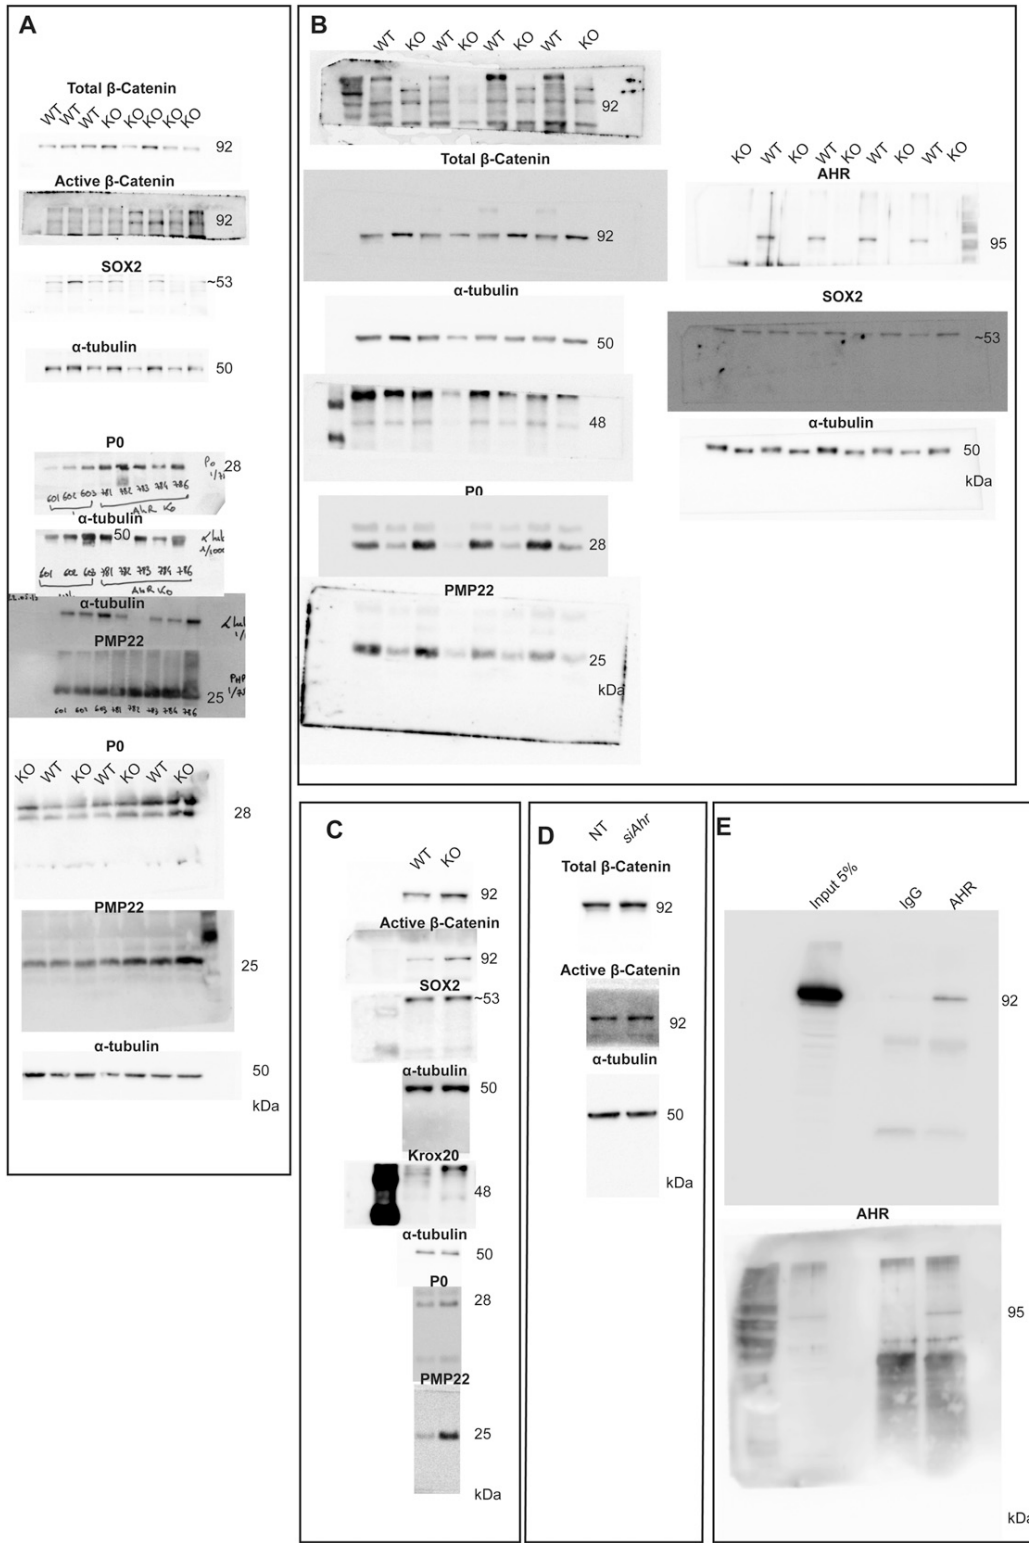 A
Total β-Catenin
WT WT WT KO KO KO KO KO
92
Active β-Catenin
92
SOX2
~53
α-tubulin
50
P0
28
P0
601 602 603 781 782 783 784 786
AhR KO
α-tubulin
50
601 602 603 781 782 783 784 786
AhR KO
α-tubulin
PMP22
25
601 602 603 781 782 783 784 786
P0
KO WT KO WT KO WT KO
28
PMP22
25
α-tubulin
50
kDa
B
WT KO WT KO WT KO WT KO
92
Total β-Catenin
92
α-tubulin
50
48
P0
28
PMP22
25
kDa
KO WT KO WT KO WT KO WT KO
AHR
95
SOX2
~53
α-tubulin
50
kDa
C
WT KO
92
Active β-Catenin
92
SOX2
~53
α-tubulin
50
Krox20
48
α-tubulin
50
P0
28
PMP22
25
kDa
D
NT siAhr
Total β-Catenin
92
Active β-Catenin
92
α-tubulin
50
kDa
E
Input 5% IgG AHR
92
AHR
95